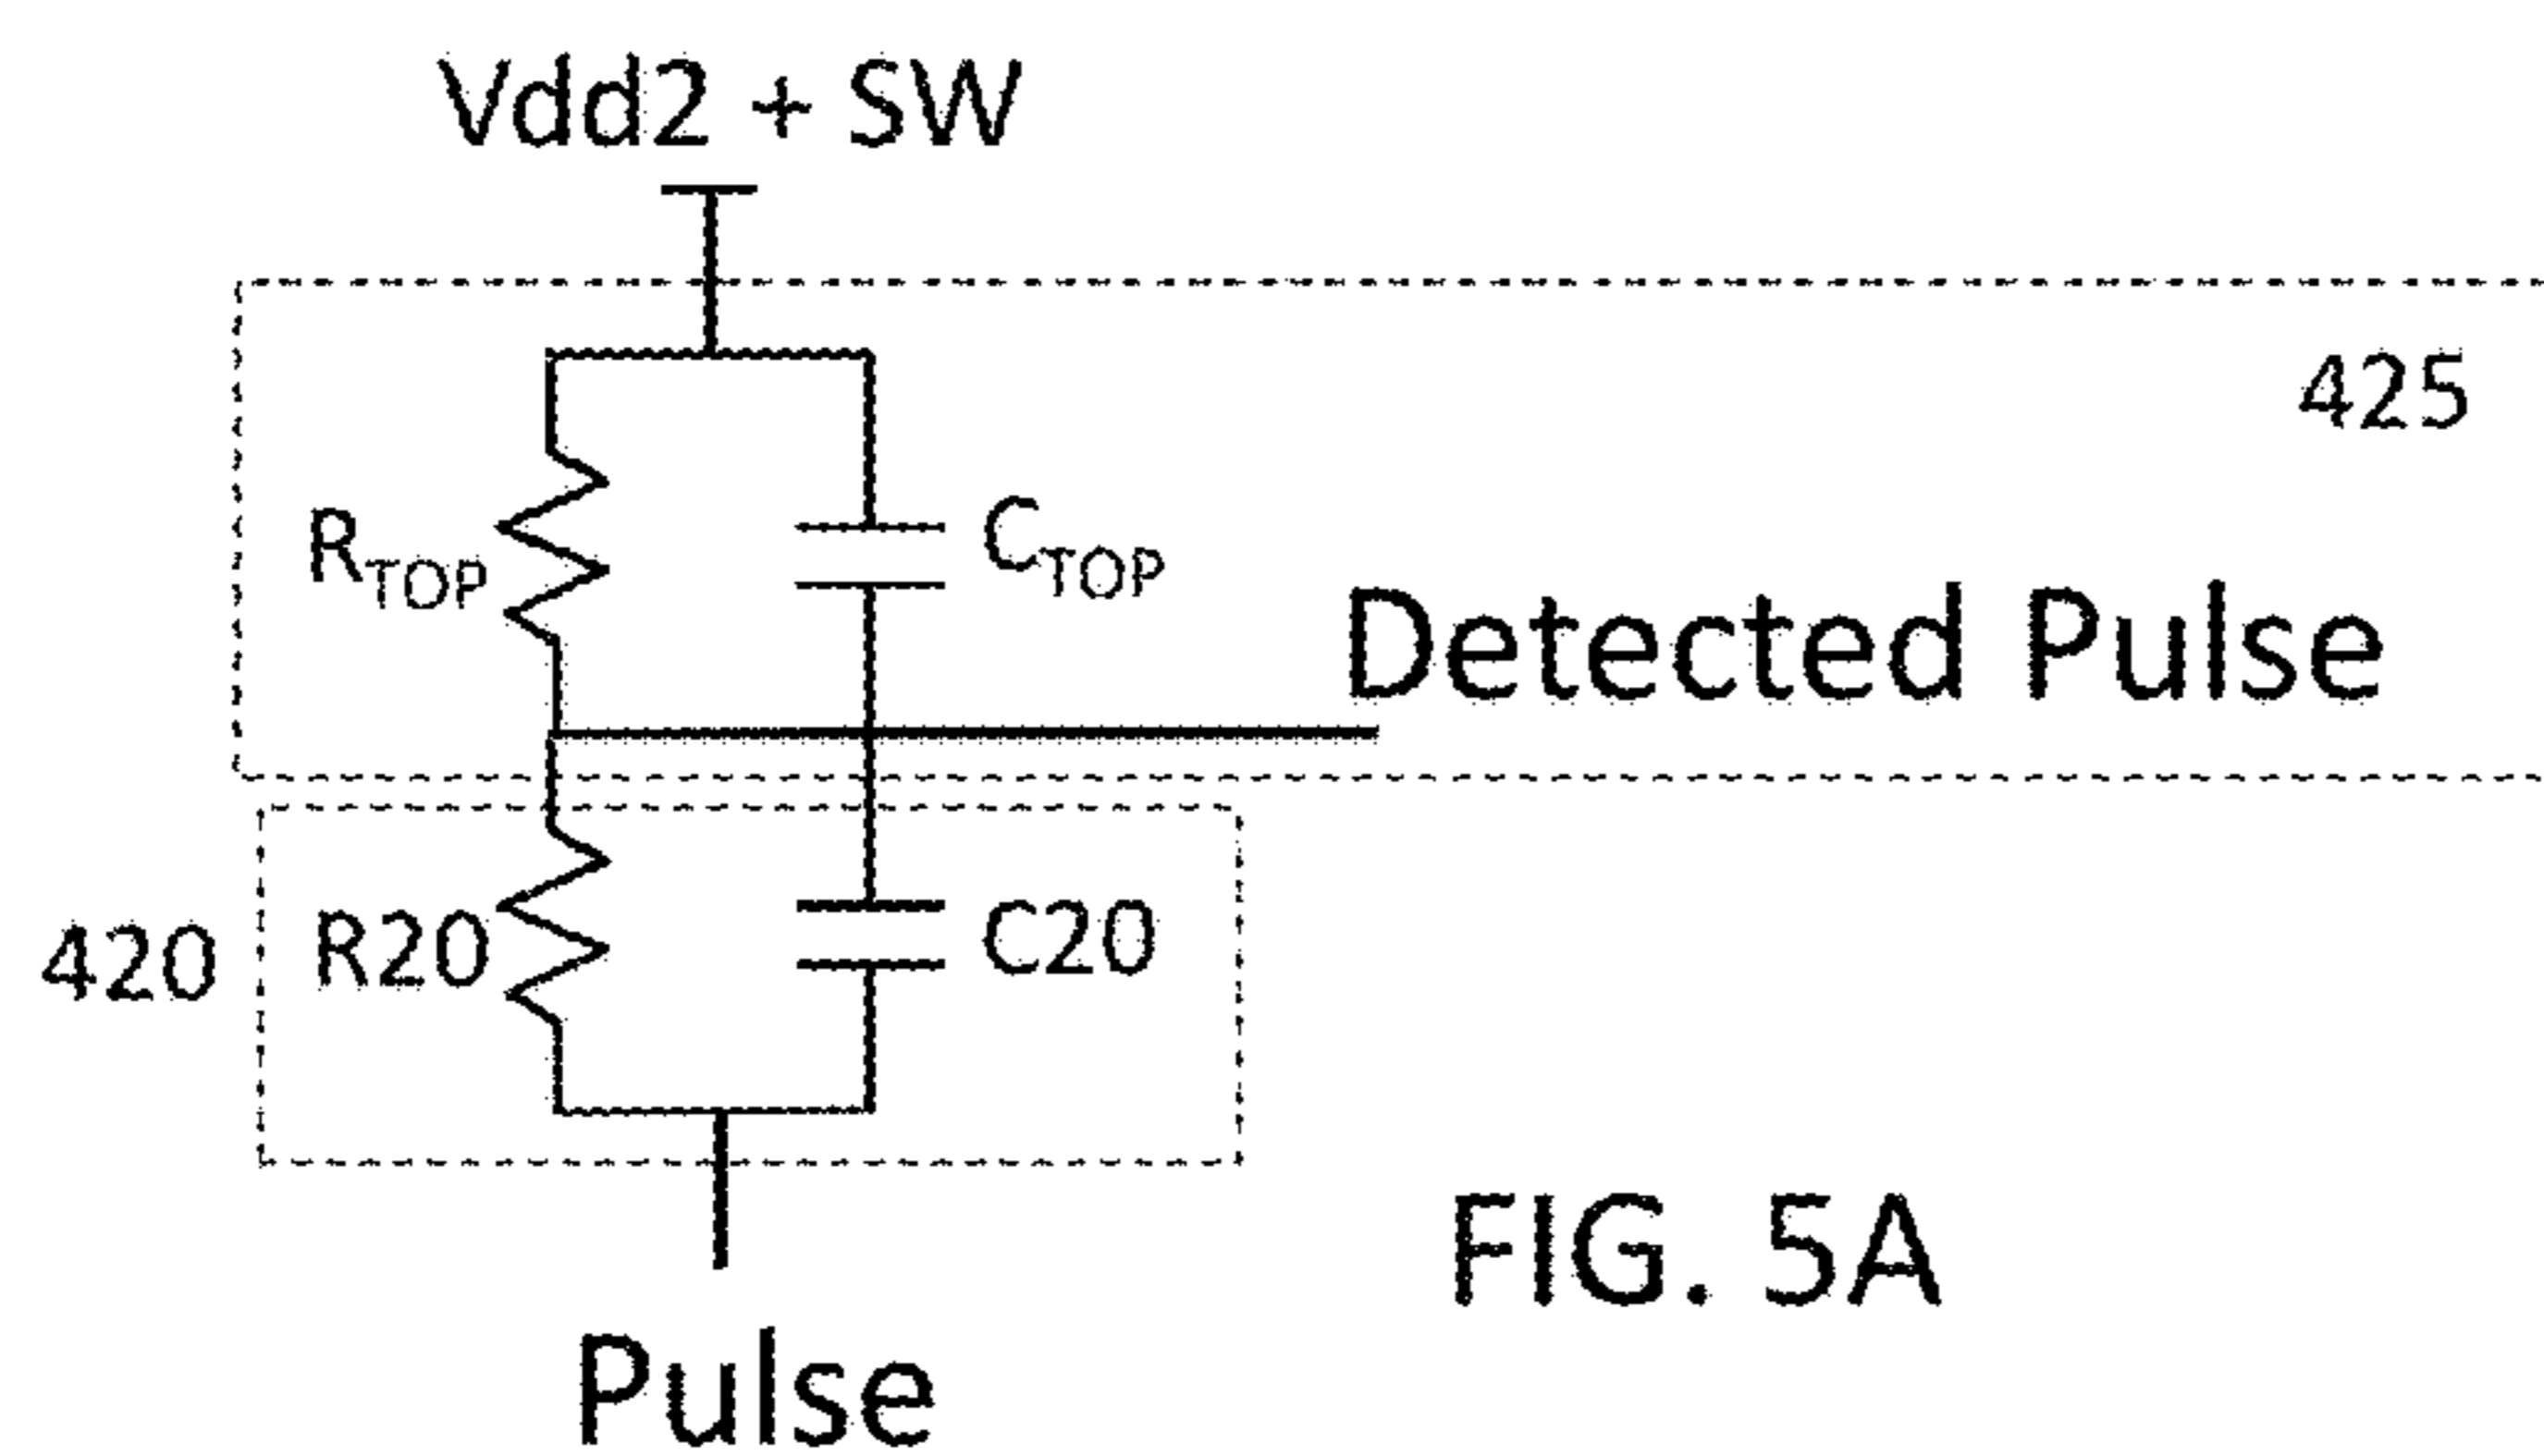 Vdd2 + SW
425
RTOP
CTOP
Detected Pulse
420
R20
C20
FIG. 5A
Pulse